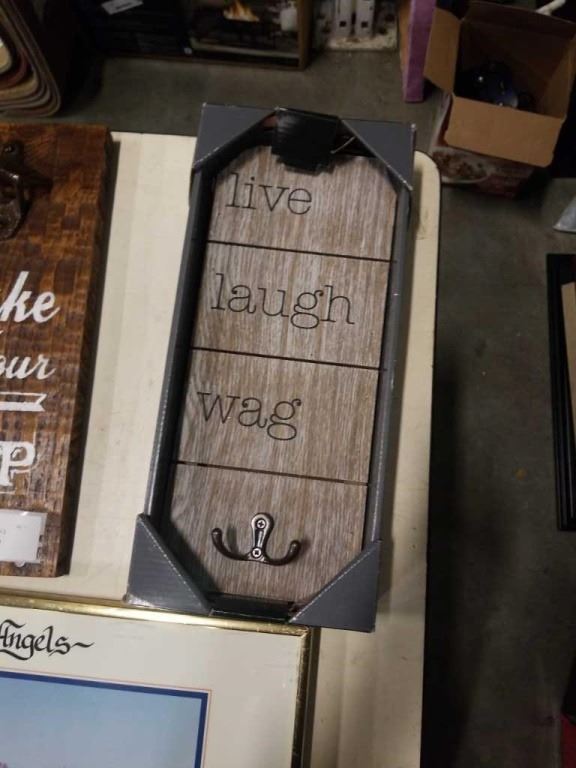 live
laugh
wag
ke
our
P
Angels~